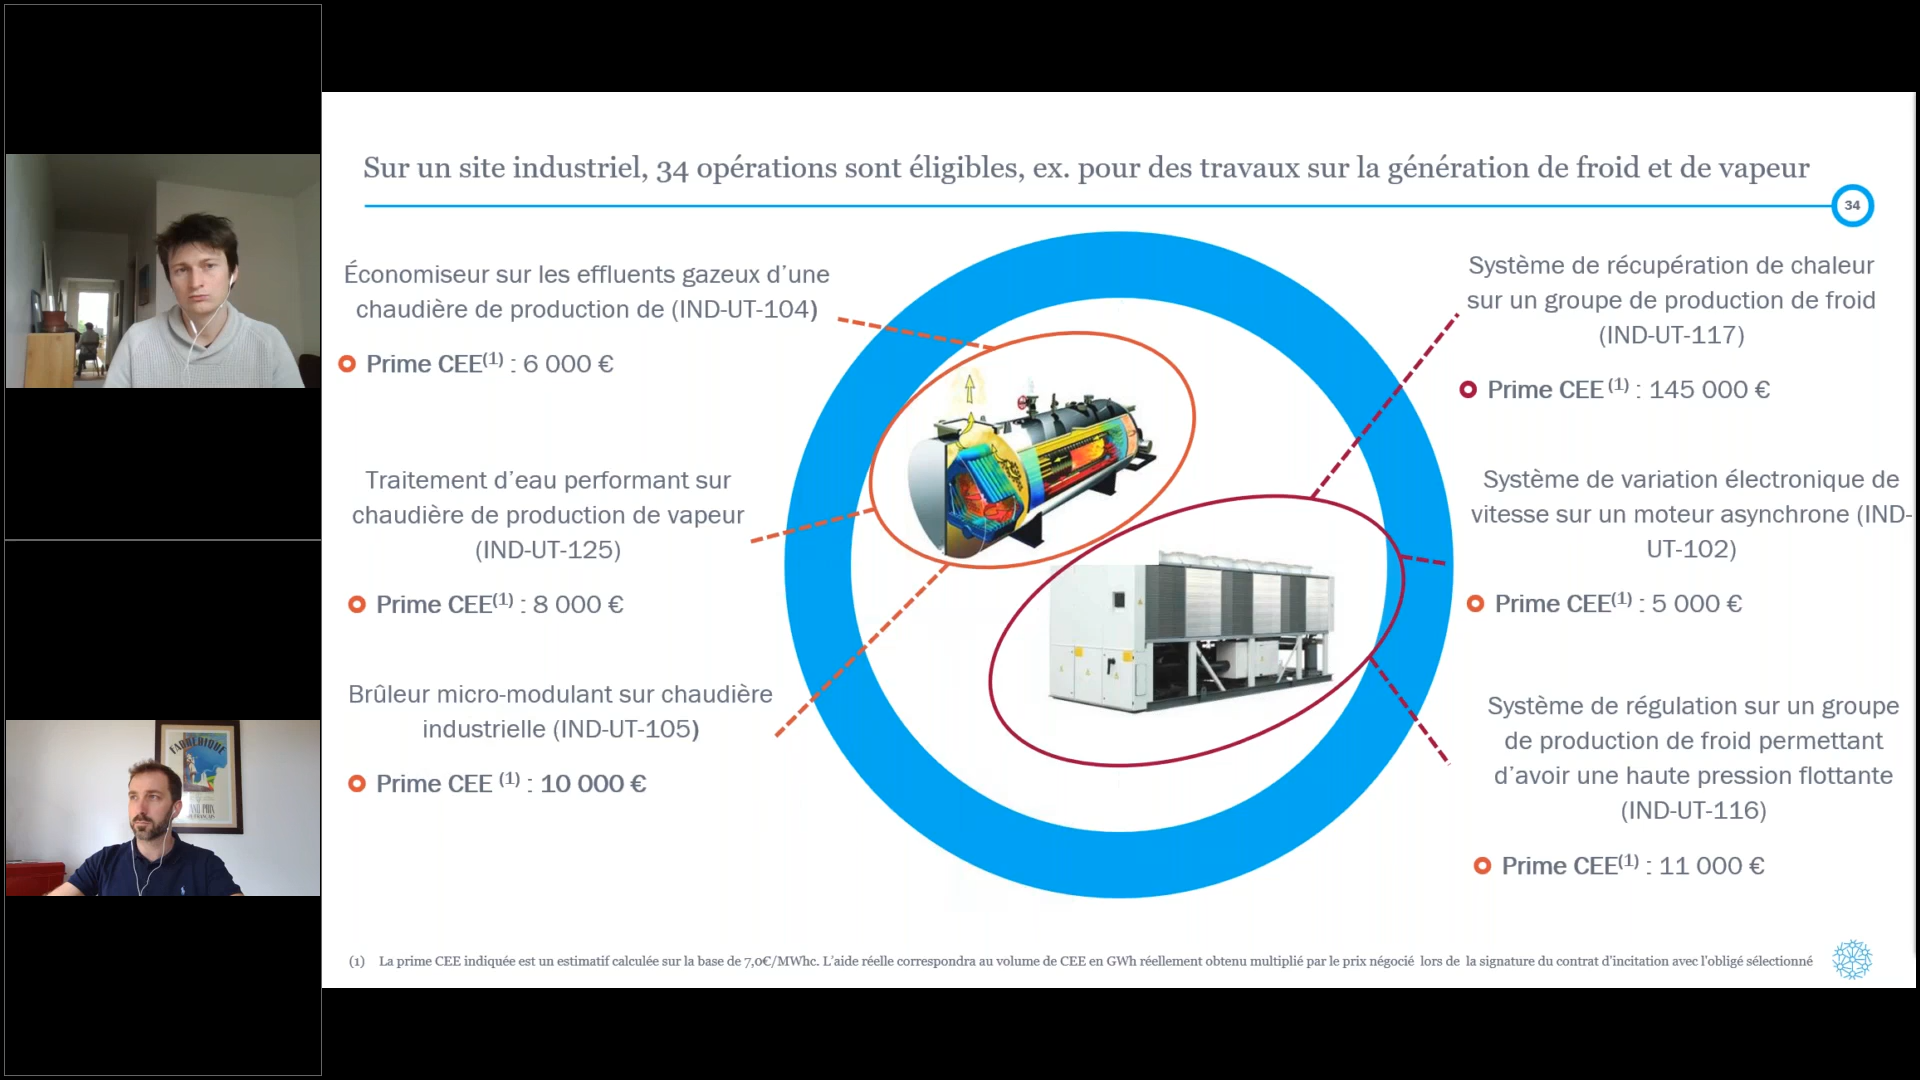 Sur un site industriel, 34 opérations sont éligibles, ex. pour des travaux sur la génération de froid et de vapeur
34
Économiseur sur les effluents gazeux d’une
chaudière de production de (IND-UT-104)
Prime CEE(1) : 6 000 €
Traitement d’eau performant sur
chaudière de production de vapeur
(IND-UT-125)
Prime CEE(1) : 8 000 €
Brûleur micro-modulant sur chaudière
industrielle (IND-UT-105)
Prime CEE (1) : 10 000 €
Système de récupération de chaleur
sur un groupe de production de froid
(IND-UT-117)
Prime CEE (1) : 145 000 €
Système de variation électronique de
vitesse sur un moteur asynchrone (IND-
UT-102)
Prime CEE(1) : 5 000 €
Système de régulation sur un groupe
de production de froid permettant
d’avoir une haute pression flottante
(IND-UT-116)
Prime CEE(1) : 11 000 €
(1) La prime CEE indiquée est un estimatif calculée sur la base de 7,0€/MWhc. L’aide réelle correspondra au volume de CEE en GWh réellement obtenu multiplié par le prix négocié lors de la signature du contrat d’incitation avec l’obligé sélectionné